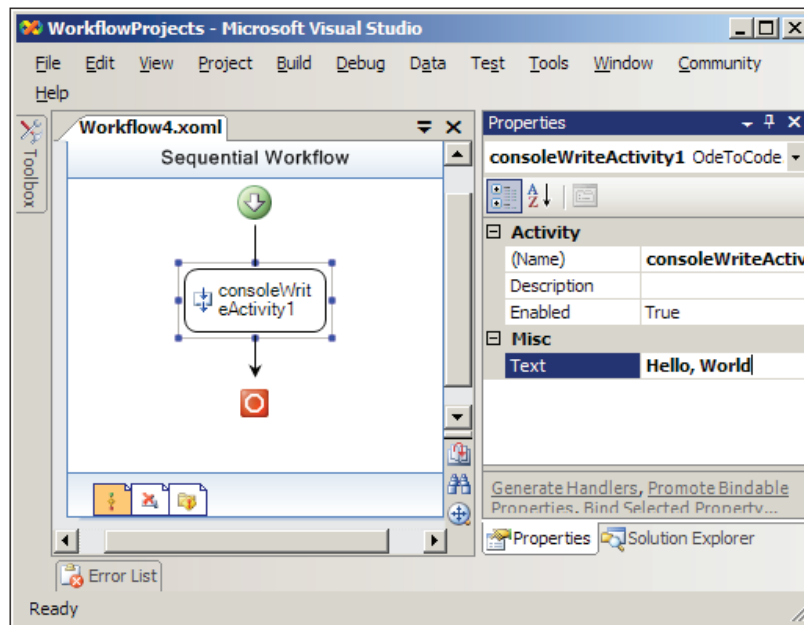 WorkflowProjects - Microsoft Visual Studio
File Edit View Project Build Debug Data Test Tools Window Community
Help
Toolbox
Workflow4.xoml
Sequential Workflow
consoleWrit
eActivity1
Properties
consoleWriteActivity1 OdeToCode
Activity
(Name) consoleWriteActiv
Description
Enabled True
Misc
Text Hello, World
Generate Handlers, Promote Bindable
Properties, Bind Selected Property...
Properties Solution Explorer
Error List
Ready